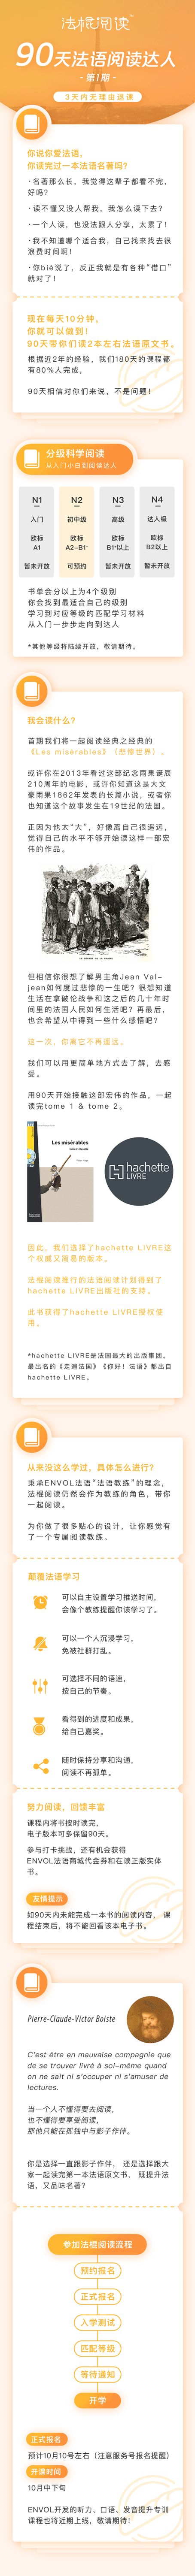 法棍阅读
90天法语阅读达人
- 第1期 -
3天内无理由退课
你说你爱法语，
你读完过一本法语名著吗？
·名著那么长，我觉得这辈子都看不完，
好吗？
·读不懂又没人帮我，我怎么读下去？
·一个人读，也没法跟人分享，太累了！
·我不知道哪个适合我，自己找来找去很
浪费时间啊！
·你biè说了，反正我就是有各种“借口”
就对了！
现在每天10分钟，
你就可以做到！
90天带你们读2本左右法语原文书。
根据近2年的经验，我们180天的课程都
有80%人完成，
90天相信对你们来说，不是问题！
分级科学阅读
从入门小白到阅读达人
N1
入门
欧标
A1
暂未开放
N2
初中级
欧标
A2~B1-
可预约
N3
高级
欧标
B1+以上
暂未开放
N4
达人级
欧标
B2以上
暂未开放
书单会分以上为4个级别
你会找到最适合自己的级别
学习到对应等级的匹配学习材料
从入门一步步走向到达人
*其他等级将陆续开放，敬请期待。
我会读什么？
首期我们将一起阅读经典之经典的
《Les misérables》（悲惨世界）。
或许你在2013年看过这部纪念雨果诞辰
210周年的电影，或许你知道这是大文
豪雨果1862年发表的长篇小说，或者你
也知道这个故事发生在19世纪的法国。
正因为他太“大”，好像离自己很遥远，
觉得自己的水平不够开始读这样一部宏
伟的作品。
但相信你很想了解男主角Jean Val-
jean如何度过悲惨的一生吧？很想知道
生活在拿破伦战争和这之后的几十年时
间里的法国人民如何生活吧？再最后，
也会希望从中得到一些什么感悟吧？
这一次，你离它不再遥远。
我们可以用更简单地方式去了解，去感
受。
用90天开始接触这部宏伟的作品，一起
读完tome 1 & tome 2。
Les misérables
hachette
LIVRE
因此，我们选择了hachette LIVRE这
个权威又简易的版本。
法棍阅读推行的法语阅读计划得到了
hachette LIVRE出版社的支持。
此书获得了hachette LIVRE授权使
用。
*hachette LIVRE是法国最大的出版集团。
最出名的《走遍法国》《你好！法语》都出自
hachette LIVRE。
从来没这么学过，具体怎么进行？
秉承ENVOL法语“法语教练”的理念，
法棍阅读仍然会作为教练的角色，带你
一起阅读。
为你做了很多贴心的设计，让你感觉有
了一个专属阅读教练。
颠覆法语学习
可以自主设置学习推送时间，
会像个教练提醒你该学习了。
可以一个人沉浸学习，
免被社群打乱。
可选择不同的语速，
按自己的节奏。
看得到的进度和成果，
给自己嘉奖。
随时保持分享和沟通，
阅读不再孤单。
努力阅读，回馈丰富
课程内将书按时读完，
电子版本可多保留90天。
参与打卡挑战，还有机会获得
ENVOL法语商城代金券和在读正版实体
书。
友情提示
如90天内未能完成一本书的阅读内容，课
程结束后，将不能回看该本电子书。
Pierre-Claude-Victor Boiste
C'est être en mauvaise compagnie que
de se trouver livré à soi-même quand
on ne sait ni s'occuper ni s'amuser de
lectures.
当一个人不懂得要去阅读，
也不懂得要享受阅读，
那他只能在孤独中与影子作伴。
你是选择一直跟影子作伴，还是选择跟大
家一起读完第一本法语原文书，既提升法
语，又品味名著？
参加法棍阅读流程
预约报名
正式报名
入学测试
匹配等级
等待通知
开学
正式报名
预计10月10号左右（注意服务号报名提醒）
开课时间
10月中下旬
ENVOL开发的听力、口语、发音提升专训
课程也将近期上线，敬请期待！